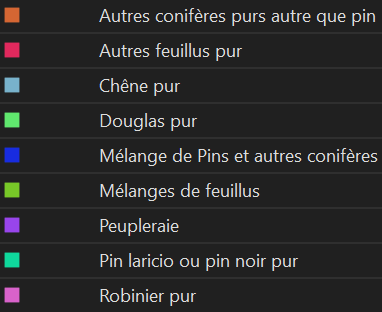 Autres conifères purs autre que pin
Autres feuillus pur
Chêne pur
Douglas pur
Mélange de Pins et autres conifères
Mélanges de feuillus
Peupleraie
Pin laricio ou pin noir pur
Robinier pur